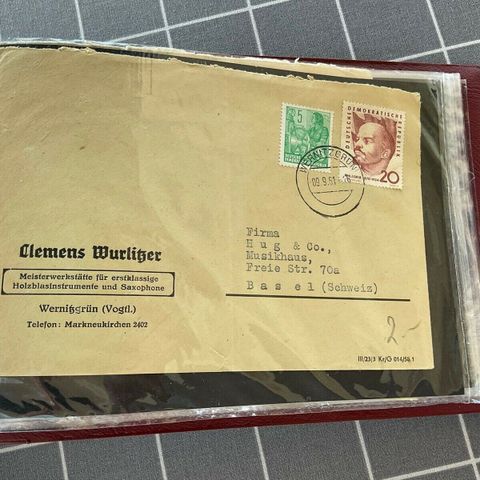 5
DEUTSCHE DEMOKRATISCHE REPUBLIK
20
WERNITZGRÜN
09.9.61
Clemens Wurlitzer
Meisterwerkstätte für erstklassige
Holzblasinstrumente und Saxophone
Wernitzgrün (Vogtl.)
Telefon: Markneukirchen 2402
Firma
Hug & Co.,
Musikhaus,
Freie Str. 70a
Basel (Schweiz)
2.-